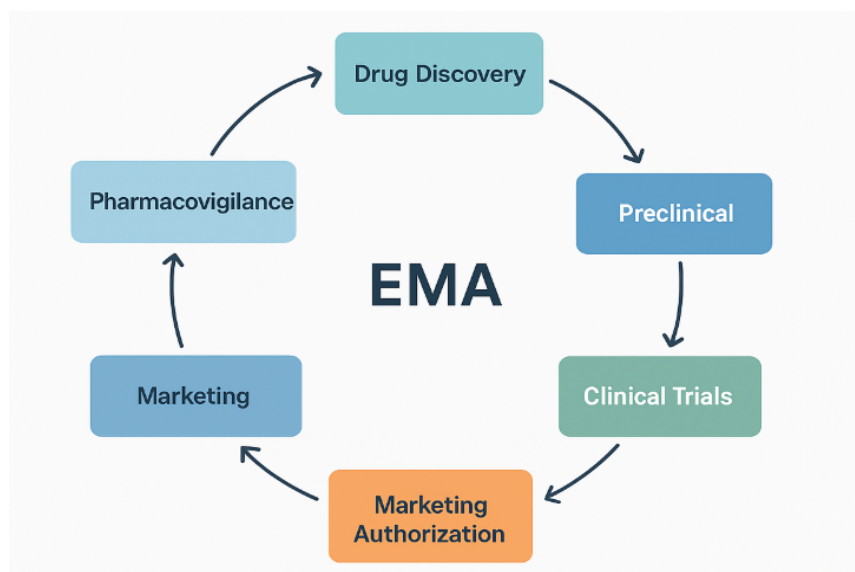 Drug Discovery
Preclinical
Clinical Trials
Marketing
Authorization
Marketing
Pharmacovigilance
EMA